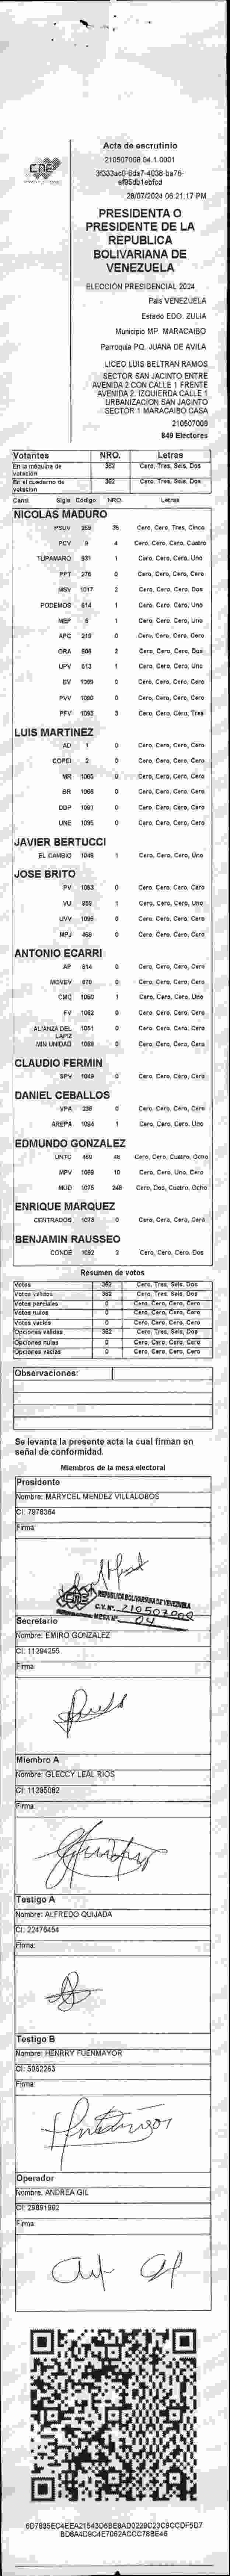 Acta de escrutinio
210507008.04.1.0001
ef95db1ebfcd
28/07/2024 06:21:17 PM
PRESIDENTA O
PRESIDENTE DE LA
REPUBLICA
BOLIVARIANA DE
VENEZUELA
ELECCIÓN PRESIDENCIAL 2024
País VENEZUELA
Estado EDO. ZULIA
Municipio MP. MARACAIBO
Parroquia PQ. JUANA DE AVILA
LICEO LUIS BELTRAN RAMOS
SECTOR SAN JACINTO ENTRE
AVENIDA 2 CON CALLE 1 FRENTE
AVENIDA 2. IZQUIERDA CALLE 1
URBANIZACION SAN JACINTO
SECTOR 1 MARACAIBO CASA
210507008
849 Electores
Votantes NRO. Letras
En la máquina de votación 362 Cero, Tres, Seis, Dos
En el cuaderno de votación 362 Cero, Tres, Seis, Dos
Cand. Sigla Código NRO. Letras
NICOLAS MADURO
PSUV 259 35 Cero, Cero, Tres, Cinco
PCV 9 4 Cero, Cero, Cero, Cuatro
TUPAMARO 931 1 Cero, Cero, Cero, Uno
PPT 275 0 Cero, Cero, Cero, Cero
MSV 1017 2 Cero, Cero, Cero, Dos
PODEMOS 614 1 Cero, Cero, Cero, Uno
MEP 5 1 Cero, Cero, Cero, Uno
APC 210 0 Cero, Cero, Cero, Cero
ORA 905 2 Cero, Cero, Cero, Dos
UPV 613 1 Cero, Cero, Cero, Uno
EV 1099 0 Cero, Cero, Cero, Cero
PVV 1090 0 Cero, Cero, Cero, Cero
PFV 1093 3 Cero, Cero, Cero, Tres
LUIS MARTINEZ
AD 1 0 Cero, Cero, Cero, Cero
COPEI 2 0 Cero, Cero, Cero, Cero
MR 1065 0 Cero, Cero, Cero, Cero
BR 1066 0 Cero, Cero, Cero, Cero
DDP 1091 0 Cero, Cero, Cero, Cero
UNE 1095 0 Cero, Cero, Cero, Cero
JAVIER BERTUCCI
EL CAMBIO 1048 1 Cero, Cero, Cero, Uno
JOSE BRITO
PV 1053 0 Cero, Cero, Cero, Cero
VU 868 1 Cero, Cero, Cero, Uno
UVV 1096 0 Cero, Cero, Cero, Cero
MPJ 468 0 Cero, Cero, Cero, Cero
ANTONIO ECARRI
AP 814 0 Cero, Cero, Cero, Cero
MOVEV 979 0 Cero, Cero, Cero, Cero
CMC 1060 1 Cero, Cero, Cero, Uno
FV 1062 0 Cero, Cero, Cero, Cero
ALIANZA DEL LAPIZ 1051 0 Cero, Cero, Cero, Cero
MIN UNIDAD 1088 0 Cero, Cero, Cero, Cero
CLAUDIO FERMIN
SPV 1049 0 Cero, Cero, Cero, Cero
DANIEL CEBALLOS
VPA 238 0 Cero, Cero, Cero, Cero
AREPA 1094 1 Cero, Cero, Cero, Uno
EDMUNDO GONZALEZ
UNTC 460 48 Cero, Cero, Cuatro, Ocho
MPV 1069 10 Cero, Cero, Uno, Cero
MUD 1075 248 Cero, Dos, Cuatro, Ocho
ENRIQUE MARQUEZ
CENTRADOS 1073 0 Cero, Cero, Cero, Cero
BENJAMIN RAUSSEO
CONDE 1092 2 Cero, Cero, Cero, Dos
Resumen de votos
Votos 362 Cero, Tres, Seis, Dos
Votos validos 362 Cero, Tres, Seis, Dos
Votos parciales 0 Cero, Cero, Cero, Cero
Votos nulos 0 Cero, Cero, Cero, Cero
Votos vacios 0 Cero, Cero, Cero, Cero
Opciones validas 362 Cero, Tres, Seis, Dos
Opciones nulas 0 Cero, Cero, Cero, Cero
Opciones vacias 0 Cero, Cero, Cero, Cero
Observaciones:
Se levanta la presente acta la cual firman en
señal de conformidad.
Miembros de la mesa electoral
Presidente
Nombre: MARYCEL MENDEZ VILLALOBOS
CI: 7978364
Firma:
REPÚBLICA BOLIVARIANA DE VENEZUELA
C.V. N°. 210507008
MESA N° 04
Secretario
Nombre: EMIRO GONZALEZ
CI: 11294255
Firma:
Miembro A
Nombre: GLECCY LEAL RIOS
CI: 11295082
Firma:
Testigo A
Nombre: ALFREDO QUIJADA
CI: 22476454
Firma:
Testigo B
Nombre: HENRRY FUENMAYOR
CI: 5062263
Firma:
Operador
Nombre: ANDREA GIL
CI: 29891992
Firma: